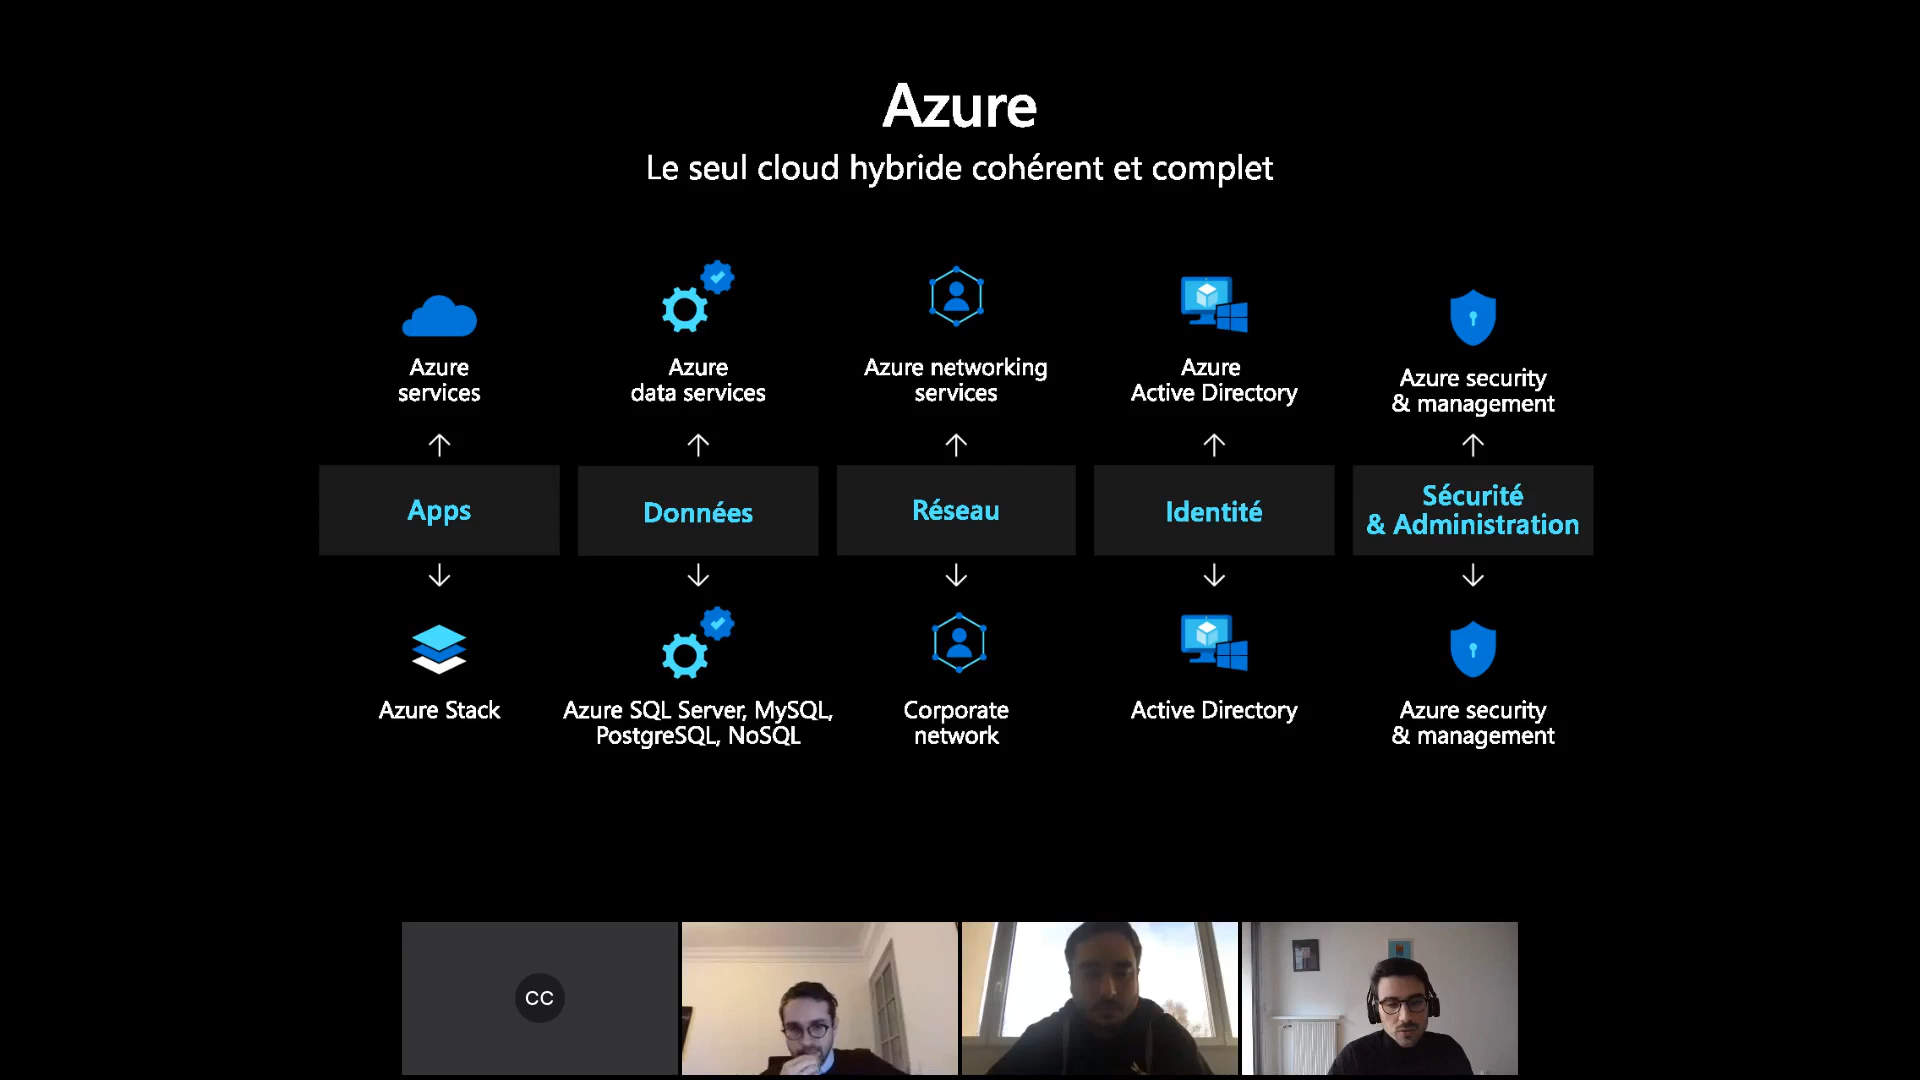 Azure
Le seul cloud hybride cohérent et complet
Azure
services
Azure
data services
Azure networking
services
Azure
Active Directory
Azure security
& management
Apps
Données
Réseau
Identité
Sécurité
& Administration
Azure Stack
Azure SQL Server, MySQL,
PostgreSQL, NoSQL
Corporate
network
Active Directory
Azure security
& management
CC